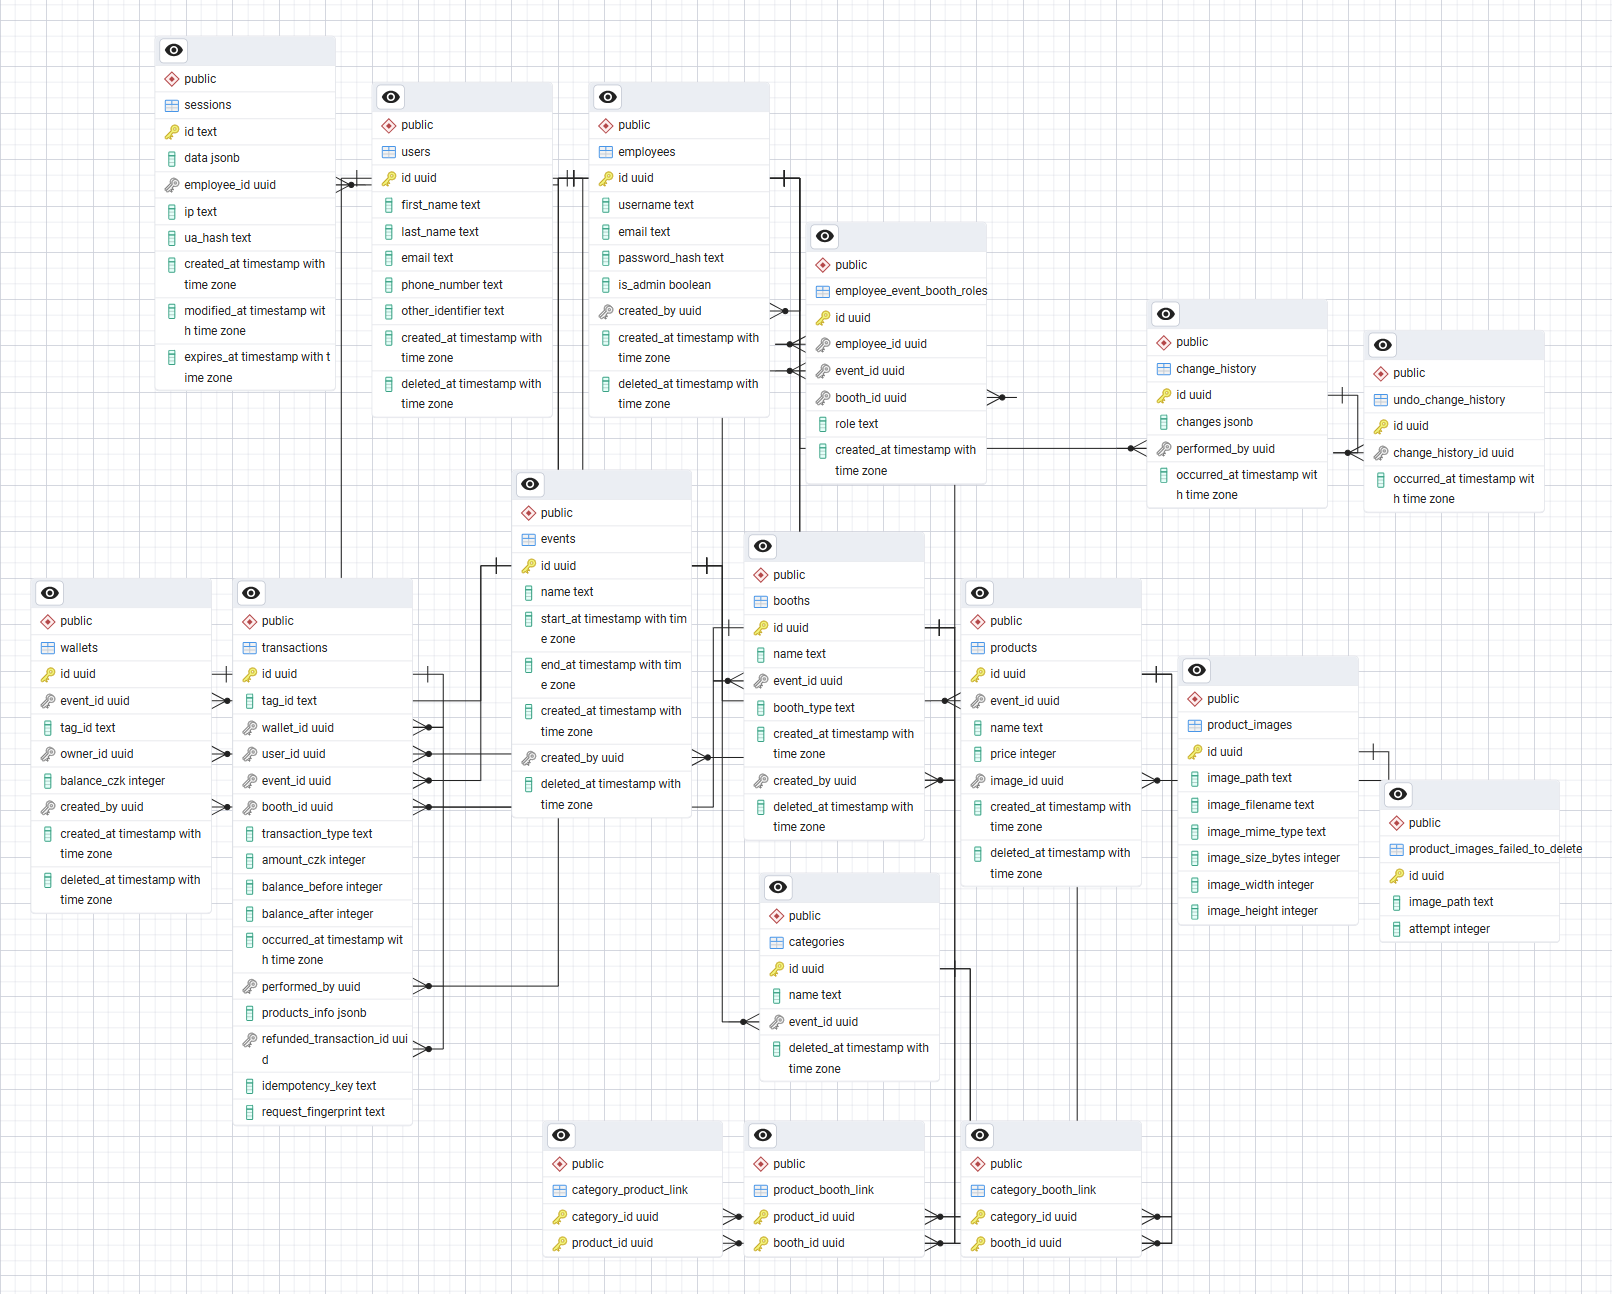 public
sessions
id text
data jsonb
employee_id uuid
ip text
ua_hash text
created_at timestamp with
time zone
modified_at timestamp wit
h time zone
expires_at timestamp with t
ime zone
public
users
id uuid
first_name text
last_name text
email text
phone_number text
other_identifier text
created_at timestamp with
time zone
deleted_at timestamp with
time zone
public
employees
id uuid
username text
email text
password_hash text
is_admin boolean
created_by uuid
created_at timestamp with
time zone
deleted_at timestamp with
time zone
public
employee_event_booth_roles
id uuid
employee_id uuid
event_id uuid
booth_id uuid
role text
created_at timestamp with
time zone
public
change_history
id uuid
changes jsonb
performed_by uuid
occurred_at timestamp wit
h time zone
public
undo_change_history
id uuid
change_history_id uuid
occurred_at timestamp wit
h time zone
public
wallets
id uuid
event_id uuid
tag_id text
owner_id uuid
balance_czk integer
created_by uuid
created_at timestamp with
time zone
deleted_at timestamp with
time zone
public
transactions
id uuid
tag_id text
wallet_id uuid
user_id uuid
event_id uuid
booth_id uuid
transaction_type text
amount_czk integer
balance_before integer
balance_after integer
occurred_at timestamp wit
h time zone
performed_by uuid
products_info jsonb
refunded_transaction_id uui
d
idempotency_key text
request_fingerprint text
public
events
id uuid
name text
start_at timestamp with tim
e zone
end_at timestamp with tim
e zone
created_at timestamp with
time zone
created_by uuid
deleted_at timestamp with
time zone
public
booths
id uuid
name text
event_id uuid
booth_type text
created_at timestamp with
time zone
created_by uuid
deleted_at timestamp with
time zone
public
products
id uuid
event_id uuid
name text
price integer
image_id uuid
created_at timestamp with
time zone
deleted_at timestamp with
time zone
public
product_images
id uuid
image_path text
image_filename text
image_mime_type text
image_size_bytes integer
image_width integer
image_height integer
public
product_images_failed_to_delete
id uuid
image_path text
attempt integer
public
categories
id uuid
name text
event_id uuid
deleted_at timestamp with
time zone
public
category_product_link
category_id uuid
product_id uuid
public
product_booth_link
product_id uuid
booth_id uuid
public
category_booth_link
category_id uuid
booth_id uuid